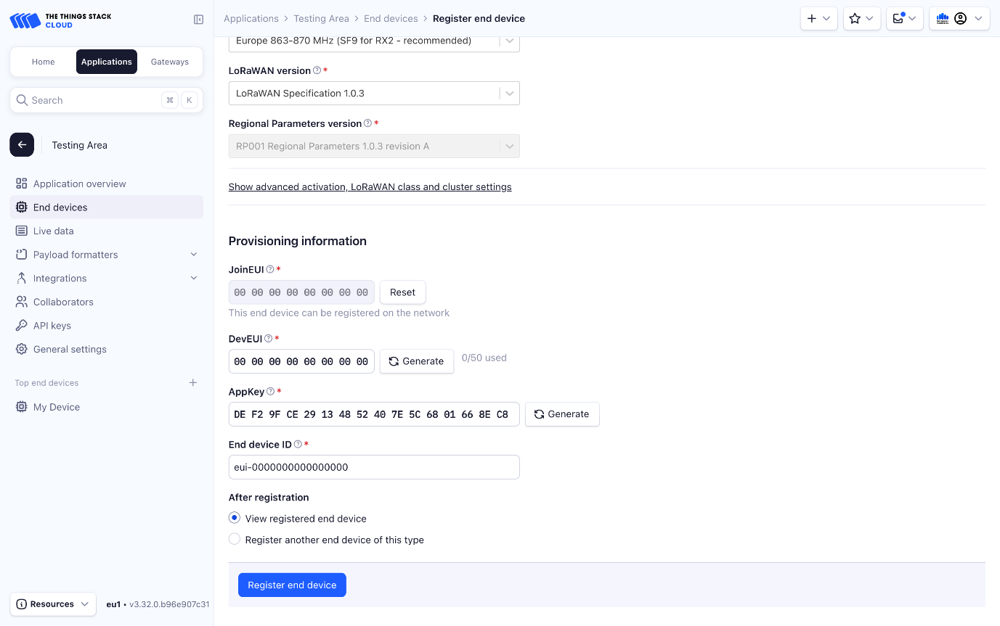 THE THINGS STACK
CLOUD
Applications > Testing Area > End devices > Register end device
Home
Applications
Gateways
Search
⌘
K
Testing Area
Application overview
End devices
Live data
Payload formatters
Integrations
Collaborators
API keys
General settings
Top end devices
My Device
Resources
eu1 • v3.32.0.b96e907c31
Europe 863-870 MHz (SF9 for RX2 - recommended)
LoRaWAN version *
LoRaWAN Specification 1.0.3
Regional Parameters version *
RP001 Regional Parameters 1.0.3 revision A
Show advanced activation, LoRaWAN class and cluster settings
Provisioning information
JoinEUI *
00 00 00 00 00 00 00 00
Reset
This end device can be registered on the network
DevEUI *
00 00 00 00 00 00 00 00
Generate
0/50 used
AppKey *
DE F2 9F CE 29 13 48 52 40 7E 5C 68 01 66 8E C8
Generate
End device ID *
eui-0000000000000000
After registration
View registered end device
Register another end device of this type
Register end device